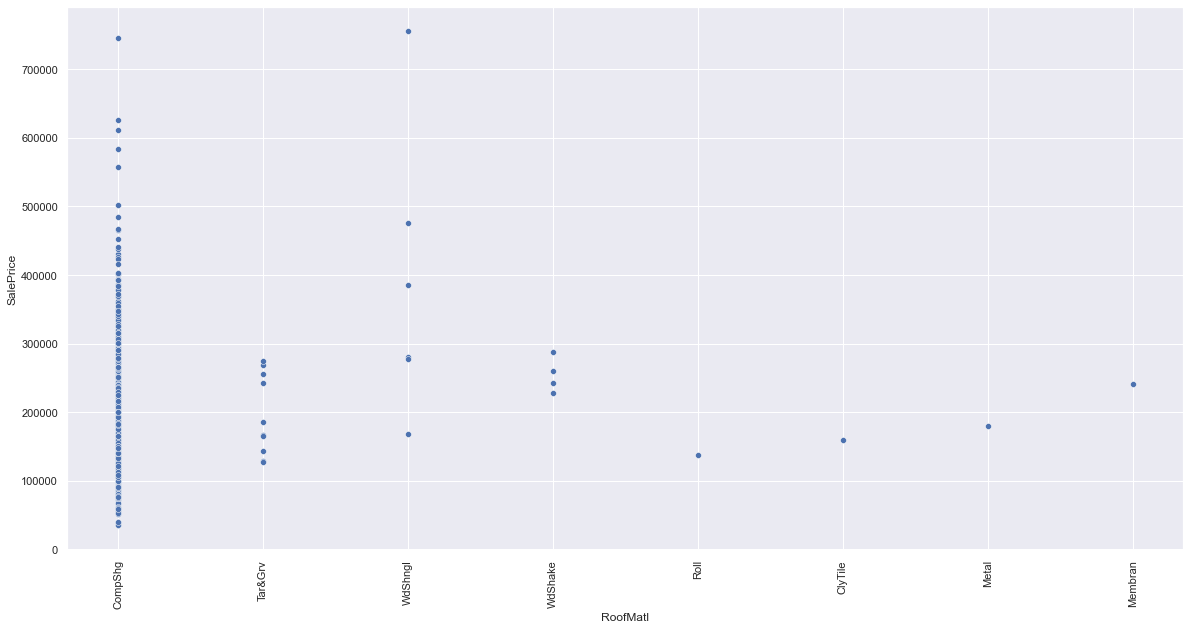 700000
600000
500000
400000
300000
200000
100000
0
SalePrice
CompShg
Tar&Grv
WdShngl
WdShake
Roll
ClyTile
Metal
Membran
RoofMatl